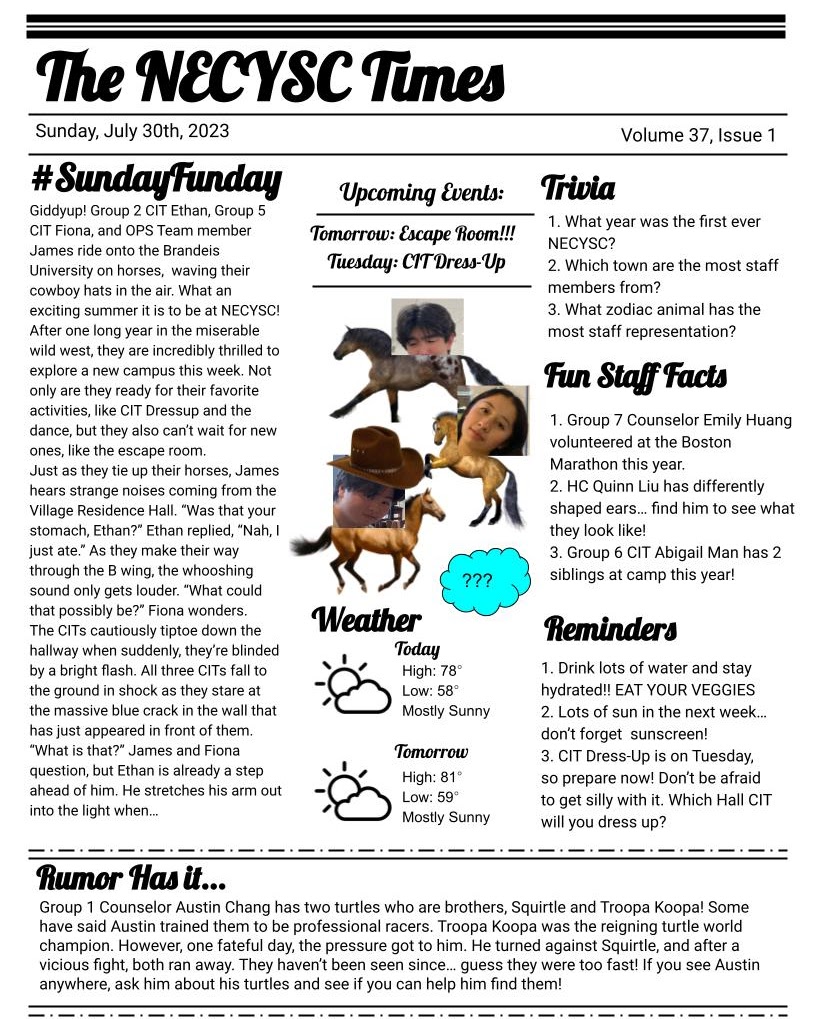 The NECYSC Times
Sunday, July 30th, 2023
Volume 37, Issue 1
#SundayFunday
Giddyup! Group 2 CIT Ethan, Group 5
CIT Fiona, and OPS Team member
James ride onto the Brandeis
University on horses, waving their
cowboy hats in the air. What an
exciting summer it is to be at NECYSC!
After one long year in the miserable
wild west, they are incredibly thrilled to
explore a new campus this week. Not
only are they ready for their favorite
activities, like CIT Dressup and the
dance, but they also can’t wait for new
ones, like the escape room.
Just as they tie up their horses, James
hears strange noises coming from the
Village Residence Hall. “Was that your
stomach, Ethan?” Ethan replied, “Nah, I
just ate.” As they make their way
through the B wing, the whooshing
sound only gets louder. “What could
that possibly be?” Fiona wonders.
The CITs cautiously tiptoe down the
hallway when suddenly, they’re blinded
by a bright flash. All three CITs fall to
the ground in shock as they stare at
the massive blue crack in the wall that
has just appeared in front of them.
“What is that?” James and Fiona
question, but Ethan is already a step
ahead of him. He stretches his arm out
into the light when…
Upcoming Events:
Tomorrow: Escape Room!!!
Tuesday: CIT Dress-Up
???
Weather
Today
High: 78°
Low: 58°
Mostly Sunny
Tomorrow
High: 81°
Low: 59°
Mostly Sunny
Trivia
1. What year was the first ever
NECYSC?
2. Which town are the most staff
members from?
3. What zodiac animal has the
most staff representation?
Fun Staff Facts
1. Group 7 Counselor Emily Huang
volunteered at the Boston
Marathon this year.
2. HC Quinn Liu has differently
shaped ears… find him to see what
they look like!
3. Group 6 CIT Abigail Man has 2
siblings at camp this year!
Reminders
1. Drink lots of water and stay
hydrated!! EAT YOUR VEGGIES
2. Lots of sun in the next week…
don’t forget sunscreen!
3. CIT Dress-Up is on Tuesday,
so prepare now! Don’t be afraid
to get silly with it. Which Hall CIT
will you dress up?
Rumor Has it...
Group 1 Counselor Austin Chang has two turtles who are brothers, Squirtle and Troopa Koopa! Some
have said Austin trained them to be professional racers. Troopa Koopa was the reigning turtle world
champion. However, one fateful day, the pressure got to him. He turned against Squirtle, and after a
vicious fight, both ran away. They haven’t been seen since… guess they were too fast! If you see Austin
anywhere, ask him about his turtles and see if you can help him find them!